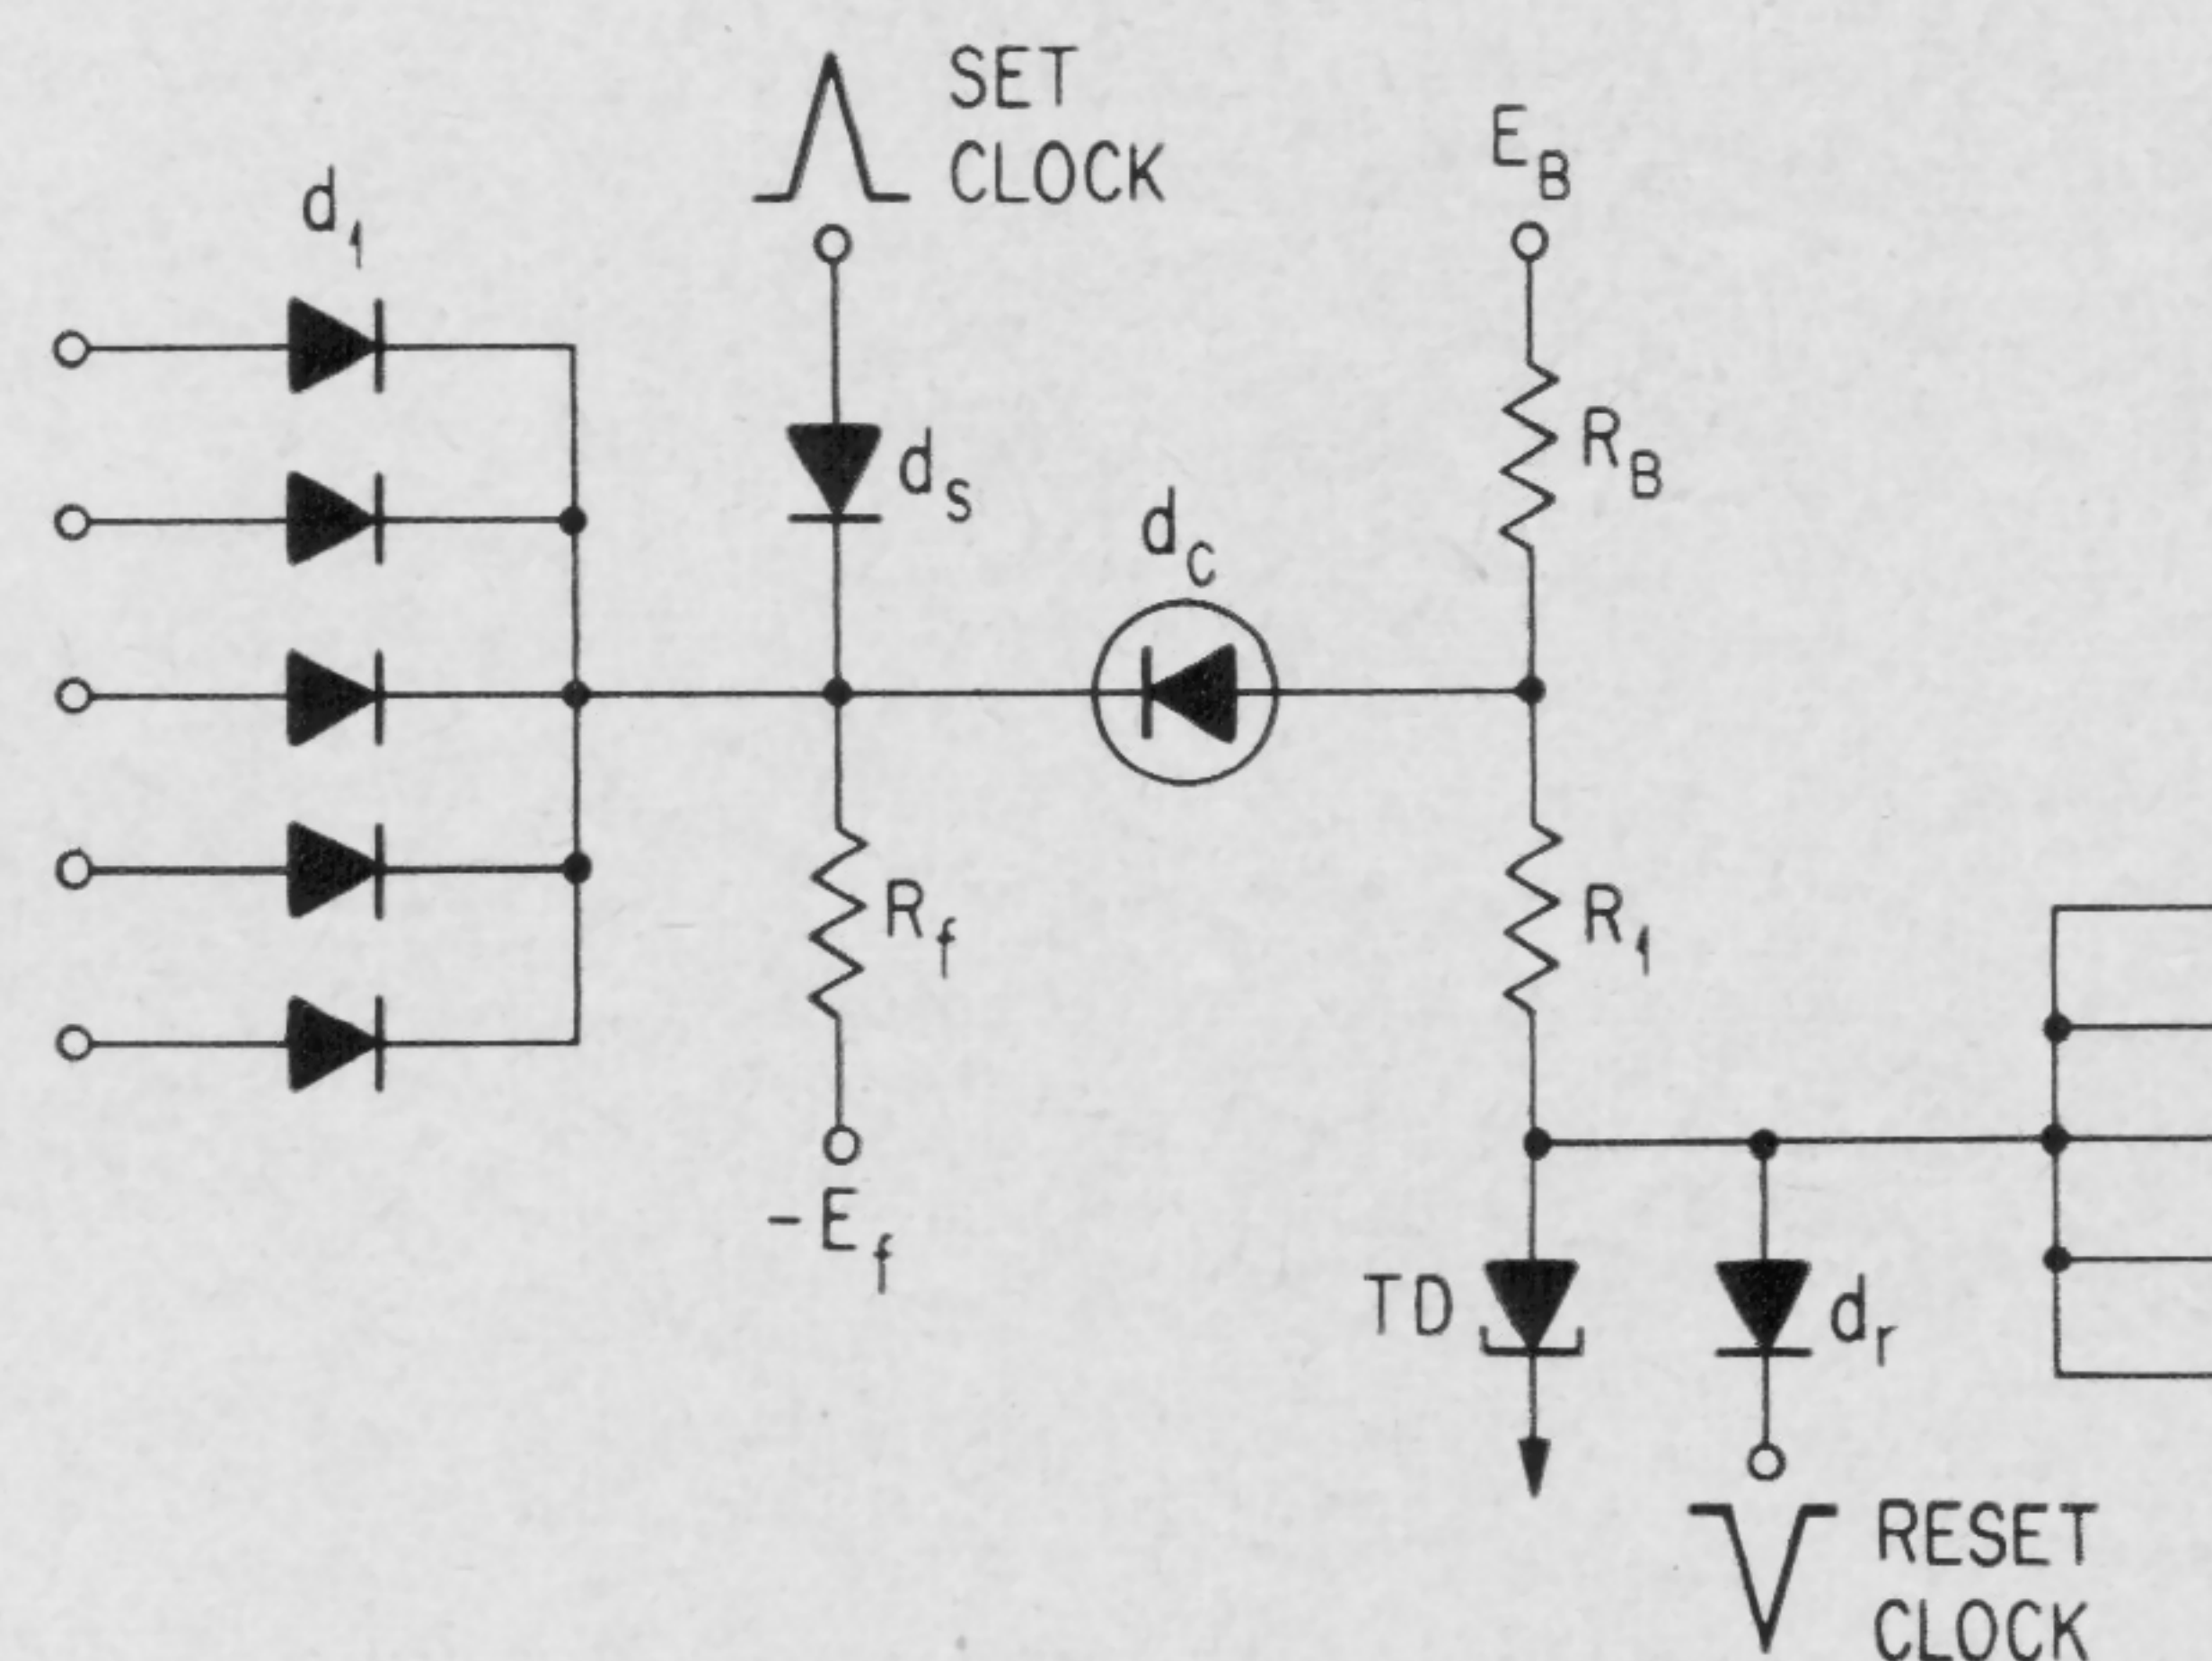 SET
CLOCK
E_B
d_1
R_B
d_s
d_c
R_f
R_1
-E_f
TD
d_r
RESET
CLOCK